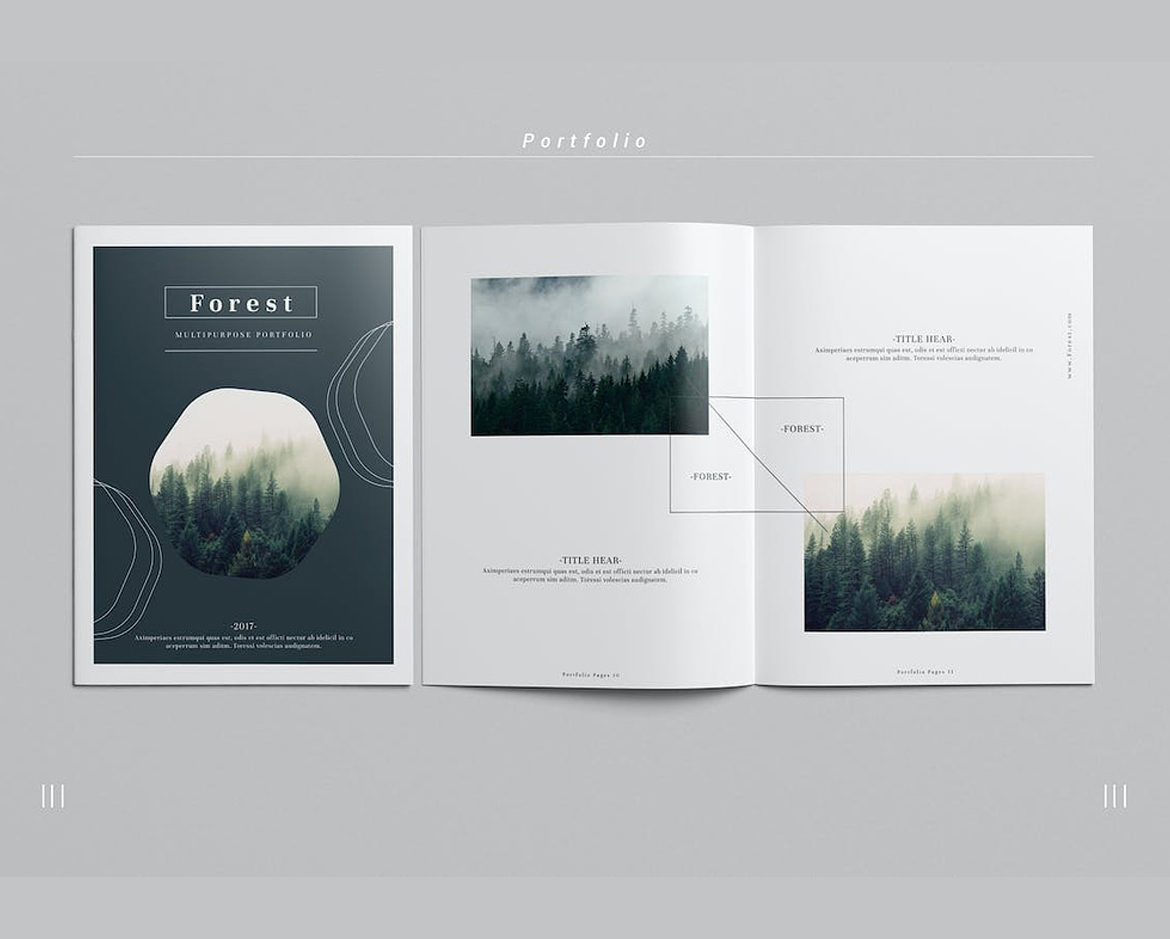 Portfolio
Forest
MULTIPURPOSE PORTFOLIO
-2017-
Aximperiaes estrumqui quas est, odis et est officti nectur ab idelicil in co
aceperrum sim aditm. Toressi volescias audignatem.
-FOREST-
-TITLE HEAR-
Aximperiaes estrumqui quas est, odis et est officti nectur ab idelicil in co
aceperrum sim aditm. Toressi volescias audignatem.
Portfolio Pages 10
-TITLE HEAR-
Aximperiaes estrumqui quas est, odis et est officti nectur ab idelicil in co
aceperrum sim aditm. Toressi volescias audignatem.
www.Forest.com
-FOREST-
Portfolio Pages 11